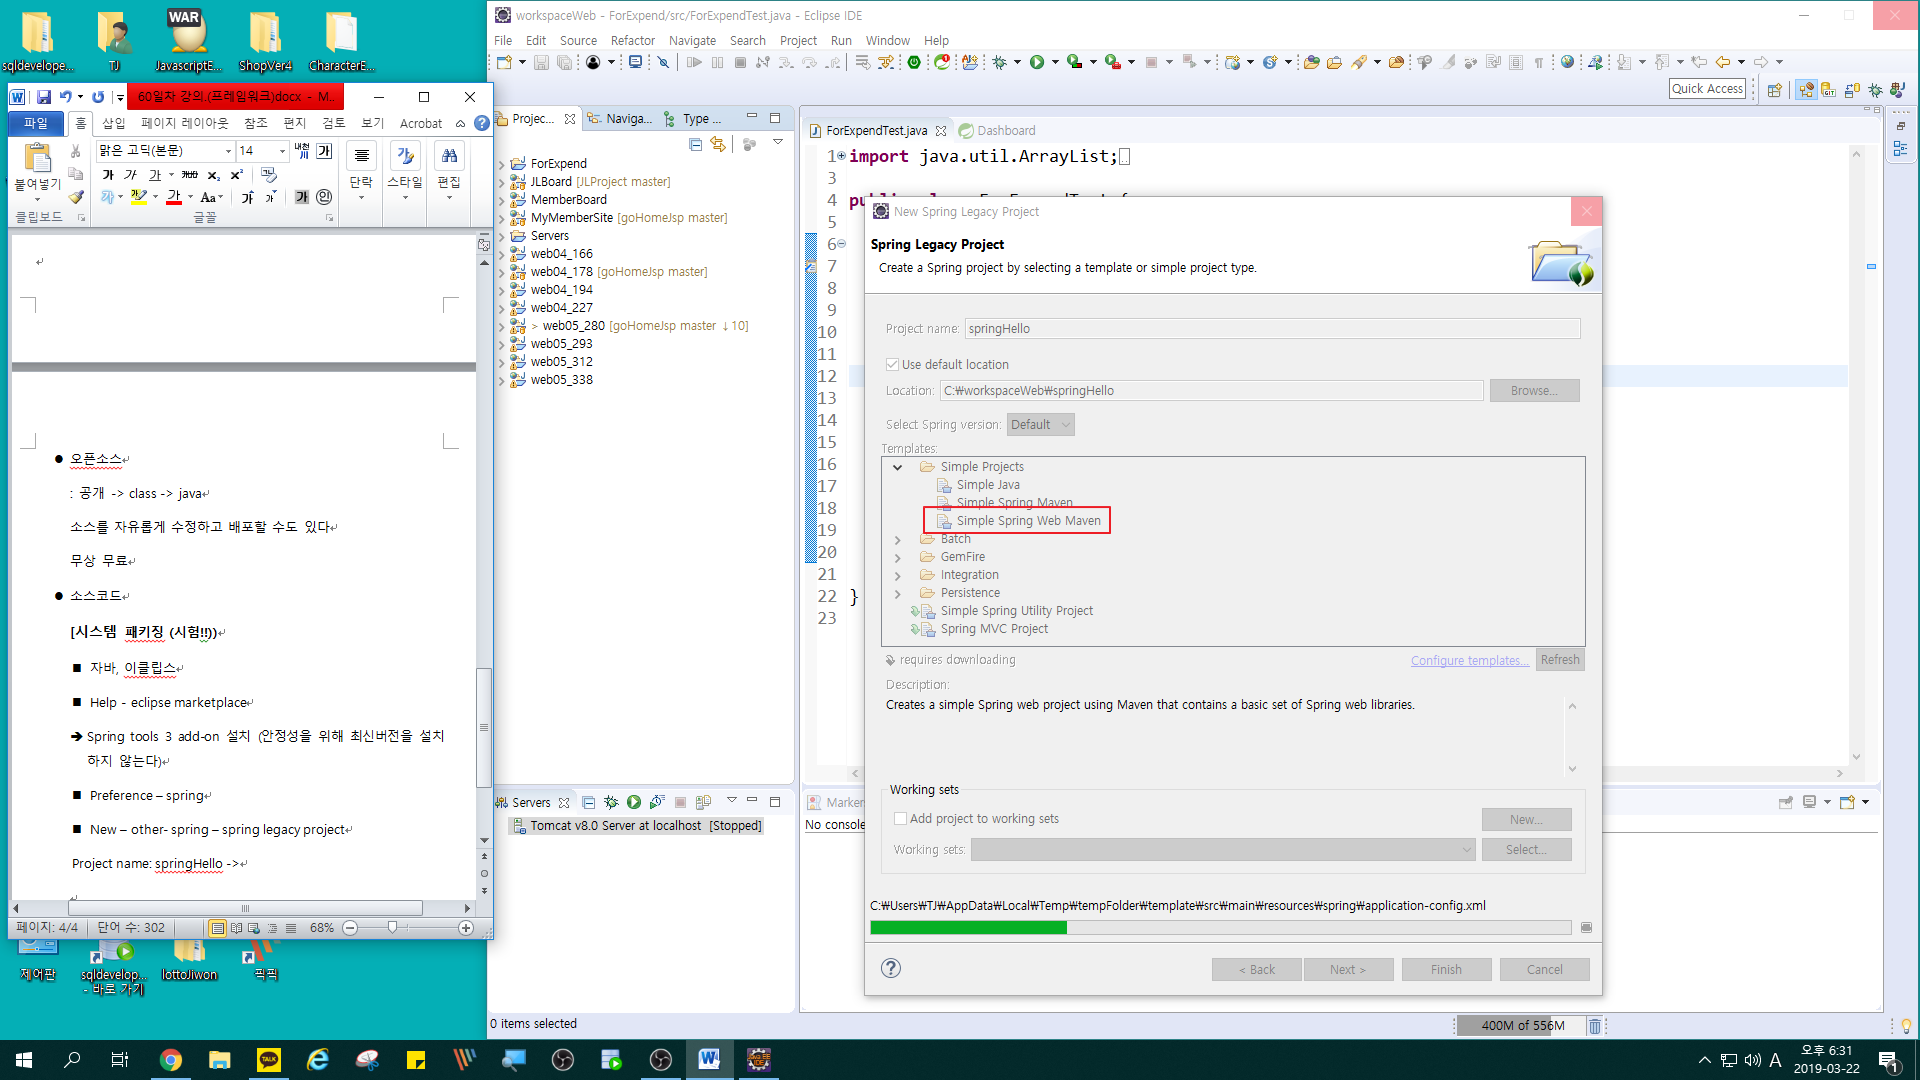 sqldevelope...
TJ
WAR
JavascriptE...
ShopVer4
CharacterE...
60일차 강의.(프레임워크)docx - M...
파일
홈
삽입
페이지 레이아웃
참조
편지
검토
보기
Acrobat
붙여넣기
맑은 고딕(본문)
14
단락
스타일
편집
클립보드
글꼴
오픈소스
: 공개 -> class -> java
소스를 자유롭게 수정하고 배포할 수도 있다
무상 무료
소스코드
[시스템 패키징 (시험!!))
자바, 이클립스
Help - eclipse marketplace
Spring tools 3 add-on 설치 (안정성을 위해 최신버전을 설치
하지 않는다)
Preference – spring
New – other- spring – spring legacy project
Project name: springHello ->
페이지: 4/4
단어 수: 302
68%
제어판
sqldevelop...
- 바로 가기
lottoJiwon
픽픽
workspaceWeb - ForExpend/src/ForExpendTest.java - Eclipse IDE
File Edit Source Refactor Navigate Search Project Run Window Help
Quick Access
Projec...
Naviga...
Type ...
ForExpend
JLBoard [JLProject master]
MemberBoard
MyMemberSite [goHomeJsp master]
Servers
web04_166
web04_178 [goHomeJsp master]
web04_194
web04_227
> web05_280 [goHomeJsp master ↓10]
web05_293
web05_312
web05_338
Servers
Tomcat v8.0 Server at localhost [Stopped]
ForExpendTest.java
Dashboard
1 import java.util.ArrayList;
3
4
5
6
7
8
9
10
11
12
13
14
15
16
17
18
19
20
21
22 }
23
New Spring Legacy Project
Spring Legacy Project
Create a Spring project by selecting a template or simple project type.
Project name: springHello
Use default location
Location: C:₩workspaceWeb₩springHello
Browse...
Select Spring version: Default
Templates:
Simple Projects
Simple Java
Simple Spring Maven
Simple Spring Web Maven
Batch
GemFire
Integration
Persistence
Simple Spring Utility Project
Spring MVC Project
requires downloading
Configure templates...
Refresh
Description:
Creates a simple Spring web project using Maven that contains a basic set of Spring web libraries.
Working sets
Add project to working sets
New...
Working sets:
Select...
C:₩Users₩TJ₩AppData₩Local₩Temp₩tempFolder₩template₩src₩main₩resources₩spring₩application-config.xml
< Back
Next >
Finish
Cancel
Marker
No console
0 items selected
400M of 556M
TALK
A
오후 6:31
2019-03-22
1